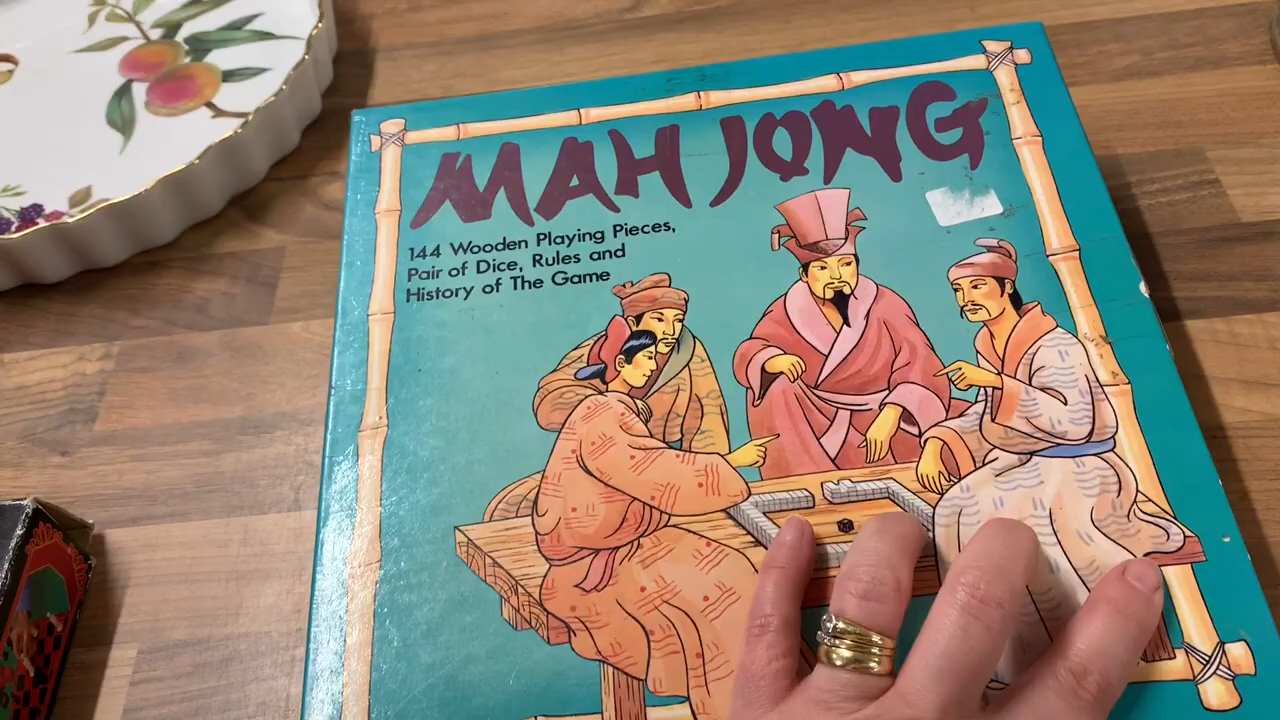 MAH JONG
144 Wooden Playing Pieces,
Pair of Dice, Rules and
History of The Game